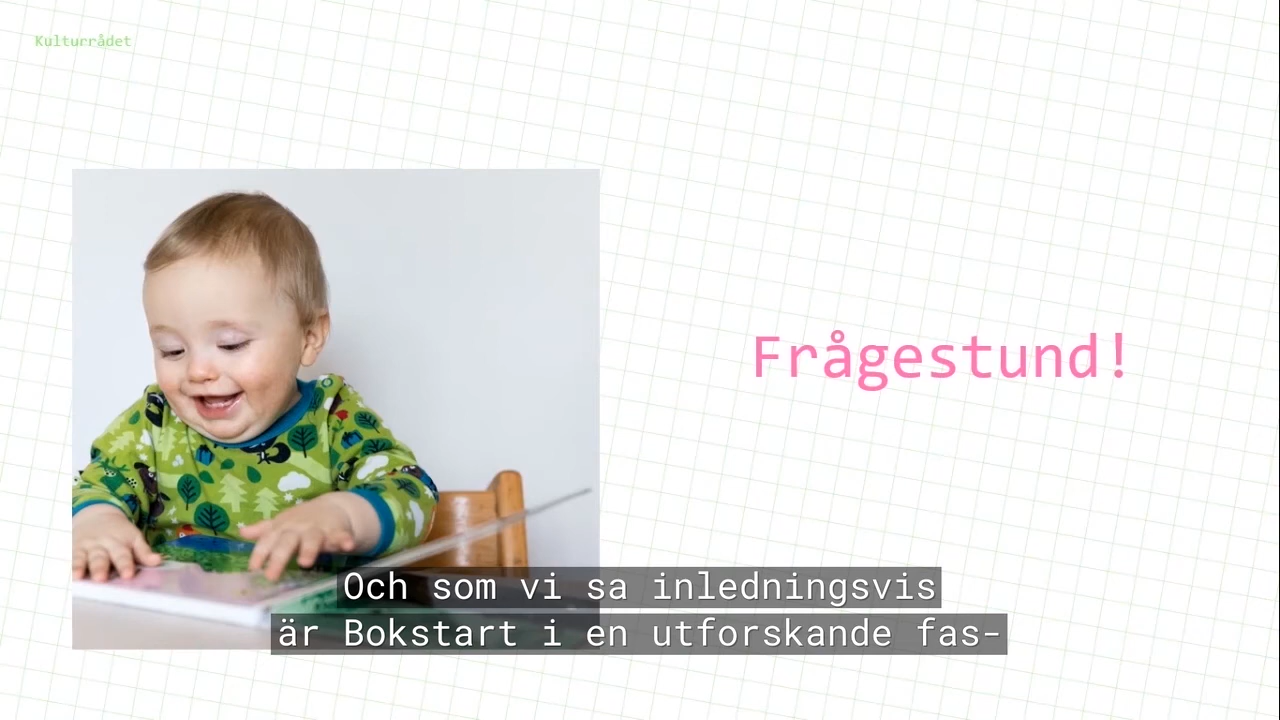 Kulturrådet
Frågestund!
Och som vi sa inledningsvis
är Bokstart i en utforskande fas-